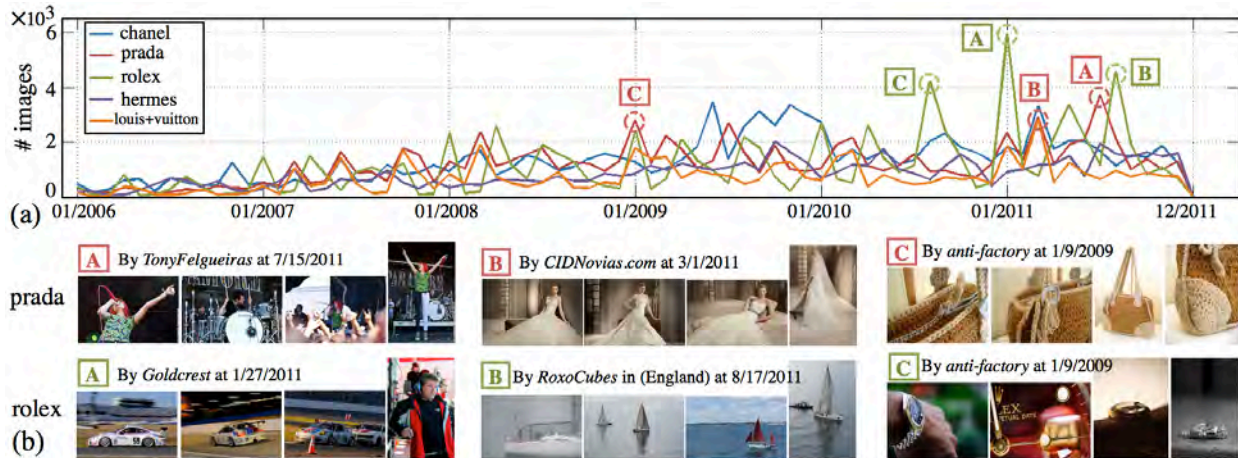 ×10³
6
4
2
0
# images
chanel
prada
rolex
hermes
louis+vuitton
C
C
A
B
A
B
(a)
01/2006
01/2007
01/2008
01/2009
01/2010
01/2011
12/2011
prada
A By TonyFelgueiras at 7/15/2011
B By CIDNovias.com at 3/1/2011
C By anti-factory at 1/9/2009
rolex
(b)
A By Goldcrest at 1/27/2011
B By RoxoCubes in (England) at 8/17/2011
C By anti-factory at 1/9/2009